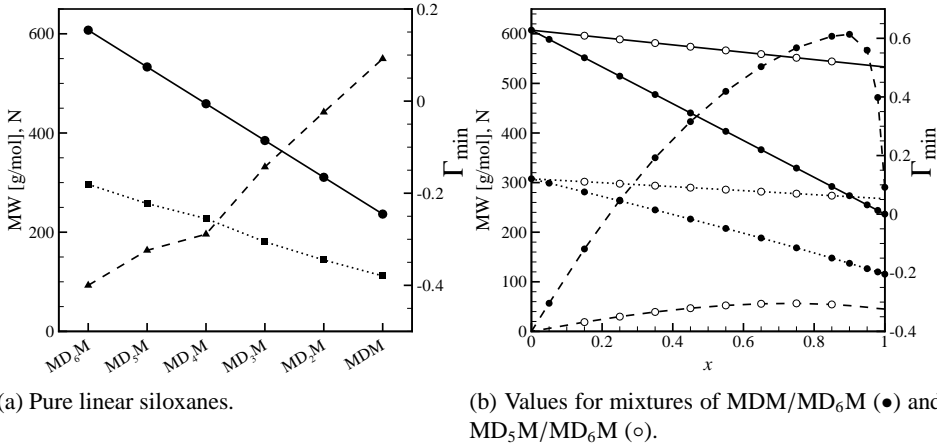 600
400
200
0
MW [g/mol], N
0.2
0
-0.2
-0.4
Γmin
MD6M
MD5M
MD4M
MD3M
MD2M
MDM
600
500
400
300
200
100
0
MW [g/mol], N
0.6
0.4
0.2
0
-0.2
-0.4
Γmin
0 0.2 0.4 0.6 0.8 1
x
(a) Pure linear siloxanes.
(b) Values for mixtures of MDM/MD6M (●) and
MD5M/MD6M (○).